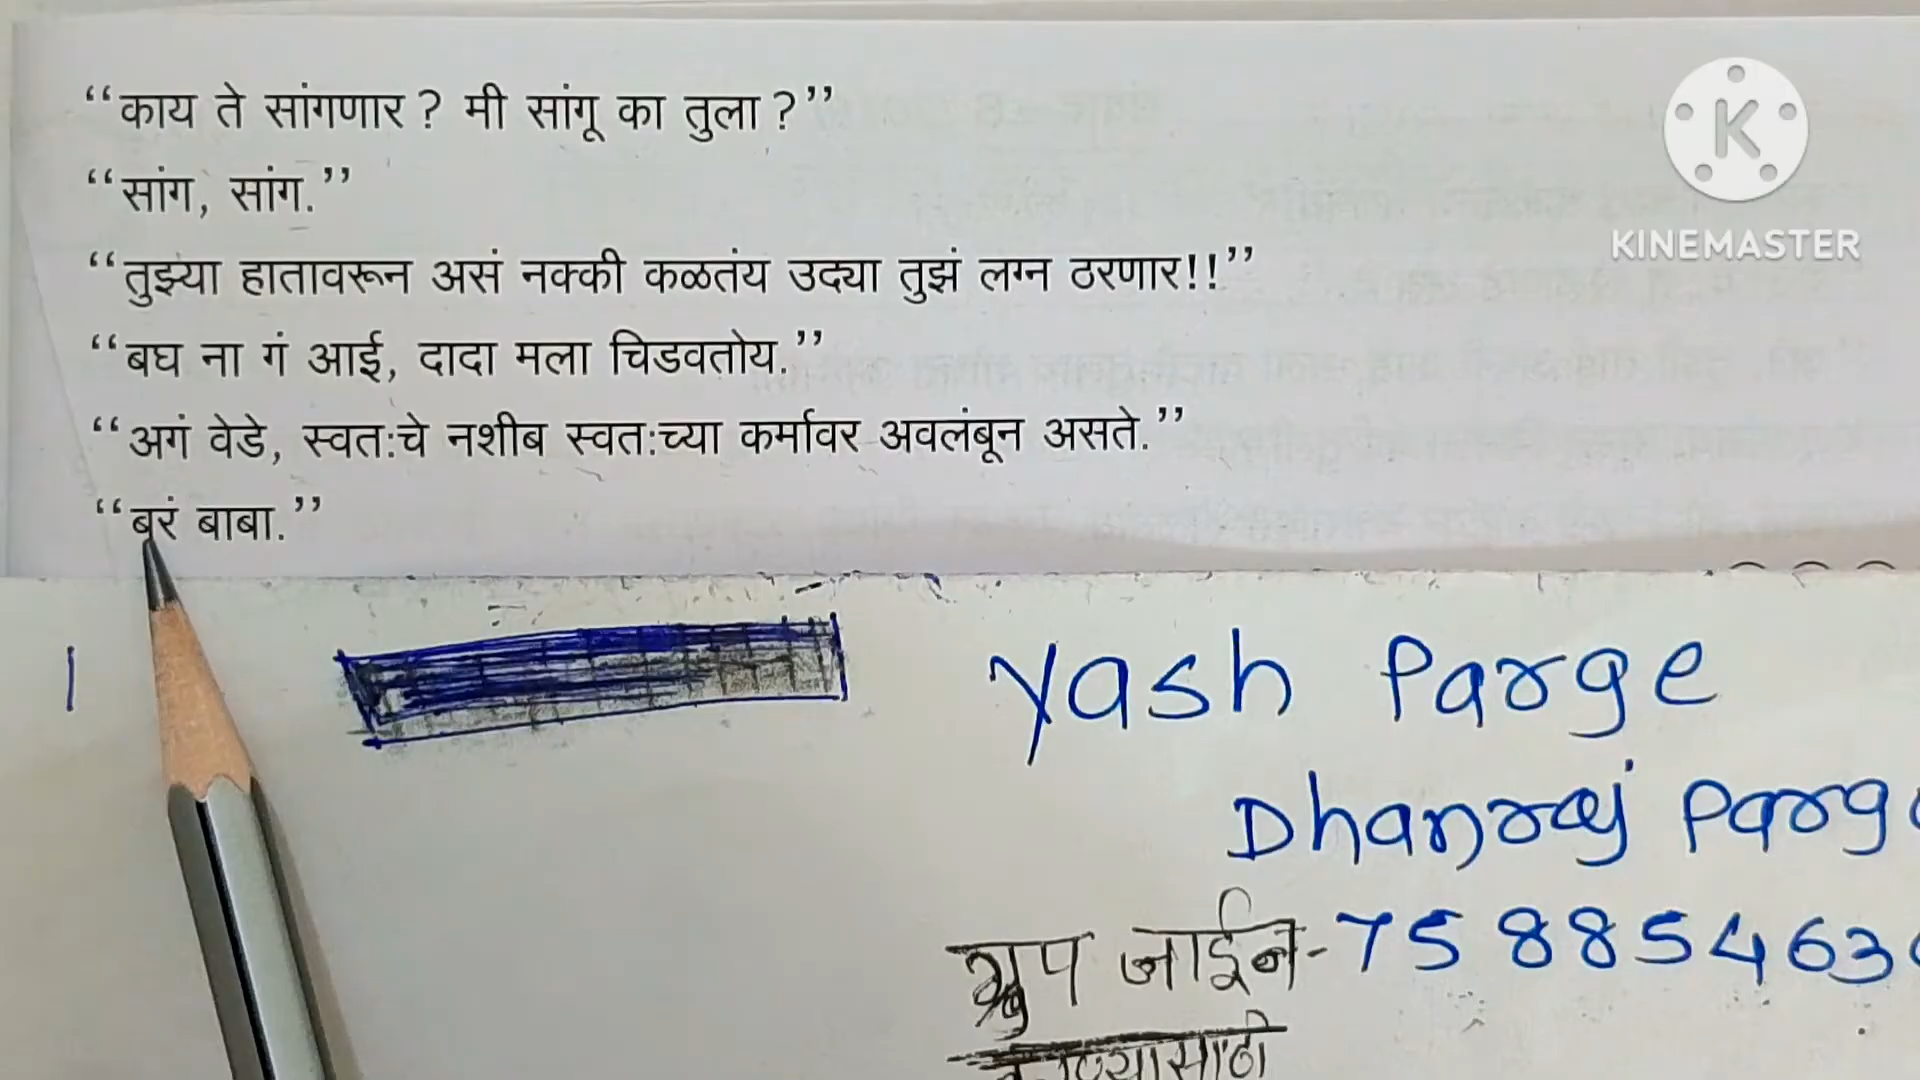 “काय ते सांगणार? मी सांगू का तुला?”
“सांग, सांग.”
“तुझ्या हातावरून असं नक्की कळतंय उद्या तुझं लग्न ठरणार!!”
“बघ ना गं आई, दादा मला चिडवतोय.”
“अगं वेडे, स्वतःचे नशीब स्वतःच्या कर्मावर अवलंबून असते.”
“बरं बाबा.”
KINEMASTER
Yash Parge
Dhanraj Parg
ग्रुप जाईन-75885463